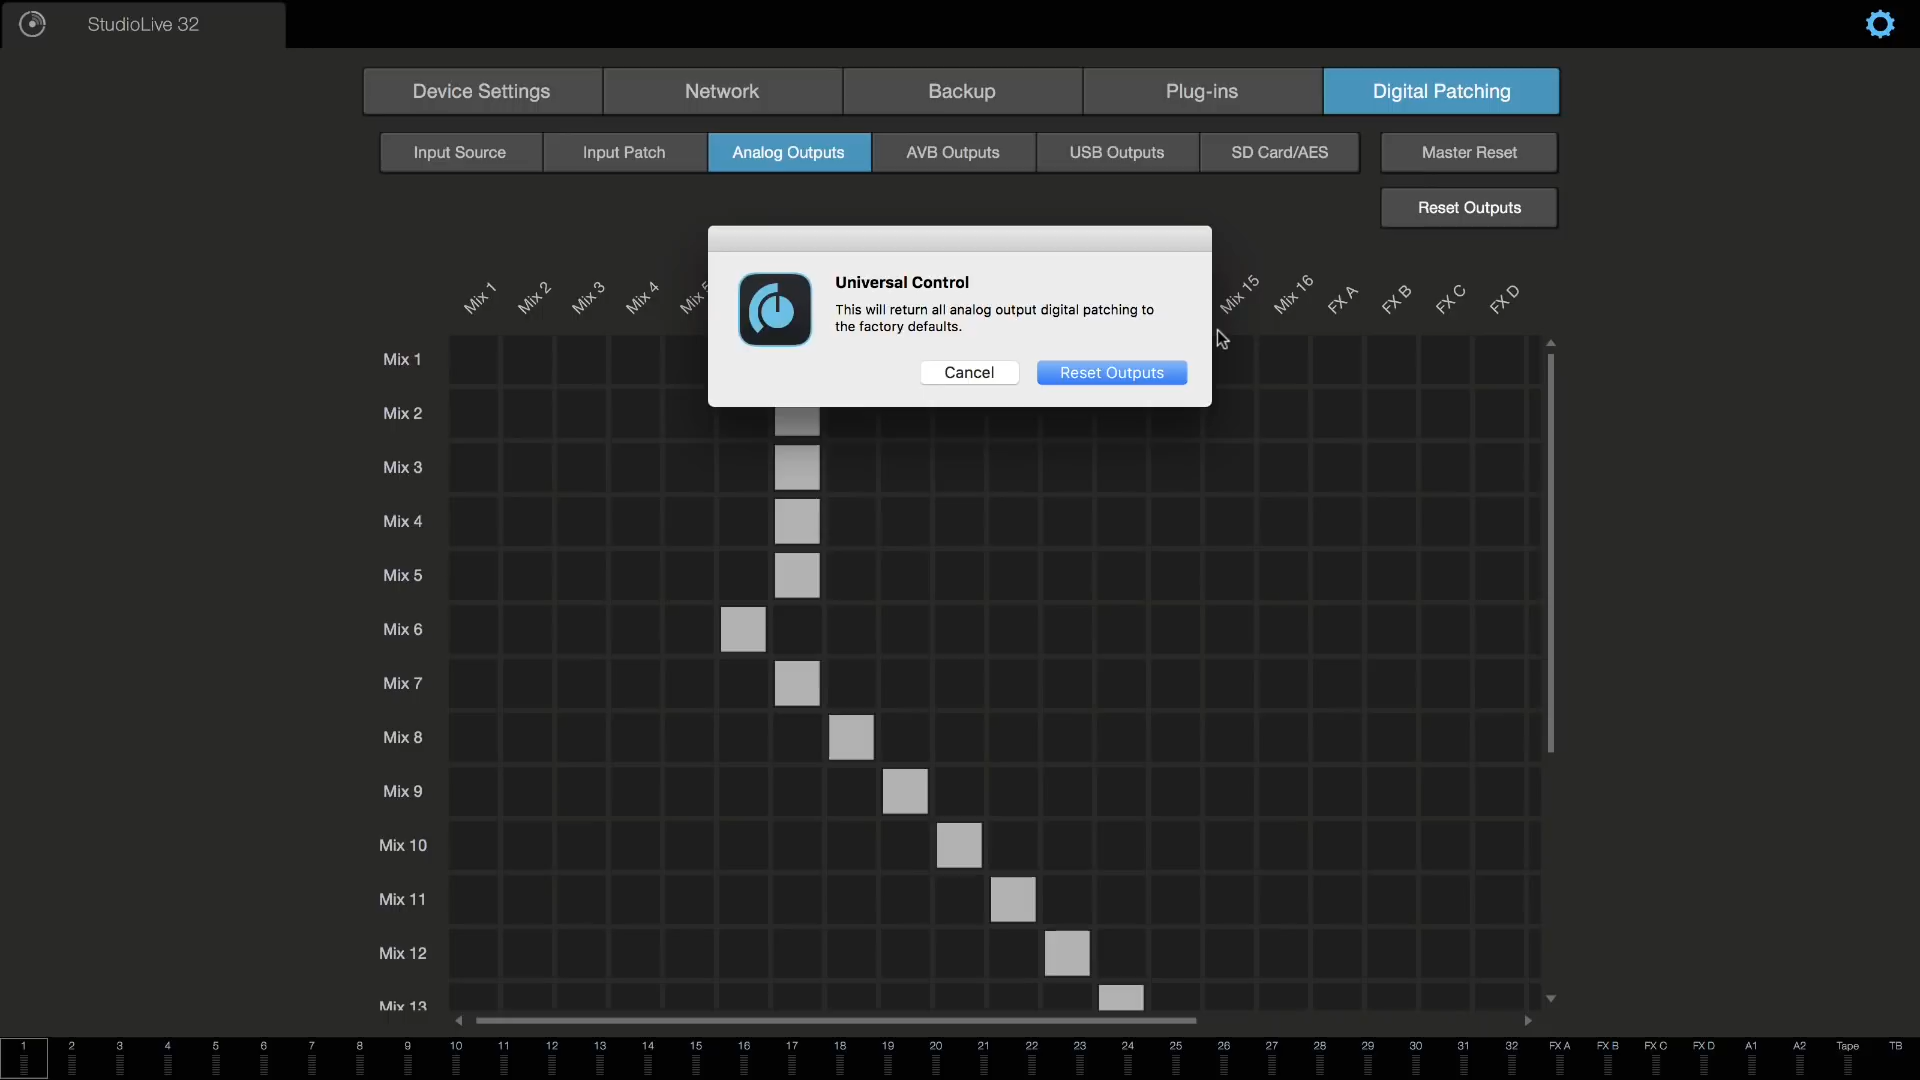 StudioLive 32
Device Settings
Network
Backup
Plug-ins
Digital Patching
Input Source
Input Patch
Analog Outputs
AVB Outputs
USB Outputs
SD Card/AES
Master Reset
Reset Outputs
Universal Control
This will return all analog output digital patching to
the factory defaults.
Cancel
Reset Outputs
Mix 1
Mix 2
Mix 3
Mix 4
Mix 15
Mix 16
FX A
FX B
FX C
FX D
Mix 1
Mix 2
Mix 3
Mix 4
Mix 5
Mix 6
Mix 7
Mix 8
Mix 9
Mix 10
Mix 11
Mix 12
Mix 13
1 2 3 4 5 6 7 8 9 10 11 12 13 14 15 16 17 18 19 20 21 22 23 24 25 26 27 28 29 30 31 32 FX A FX B FX C FX D A1 A2 Tape TB